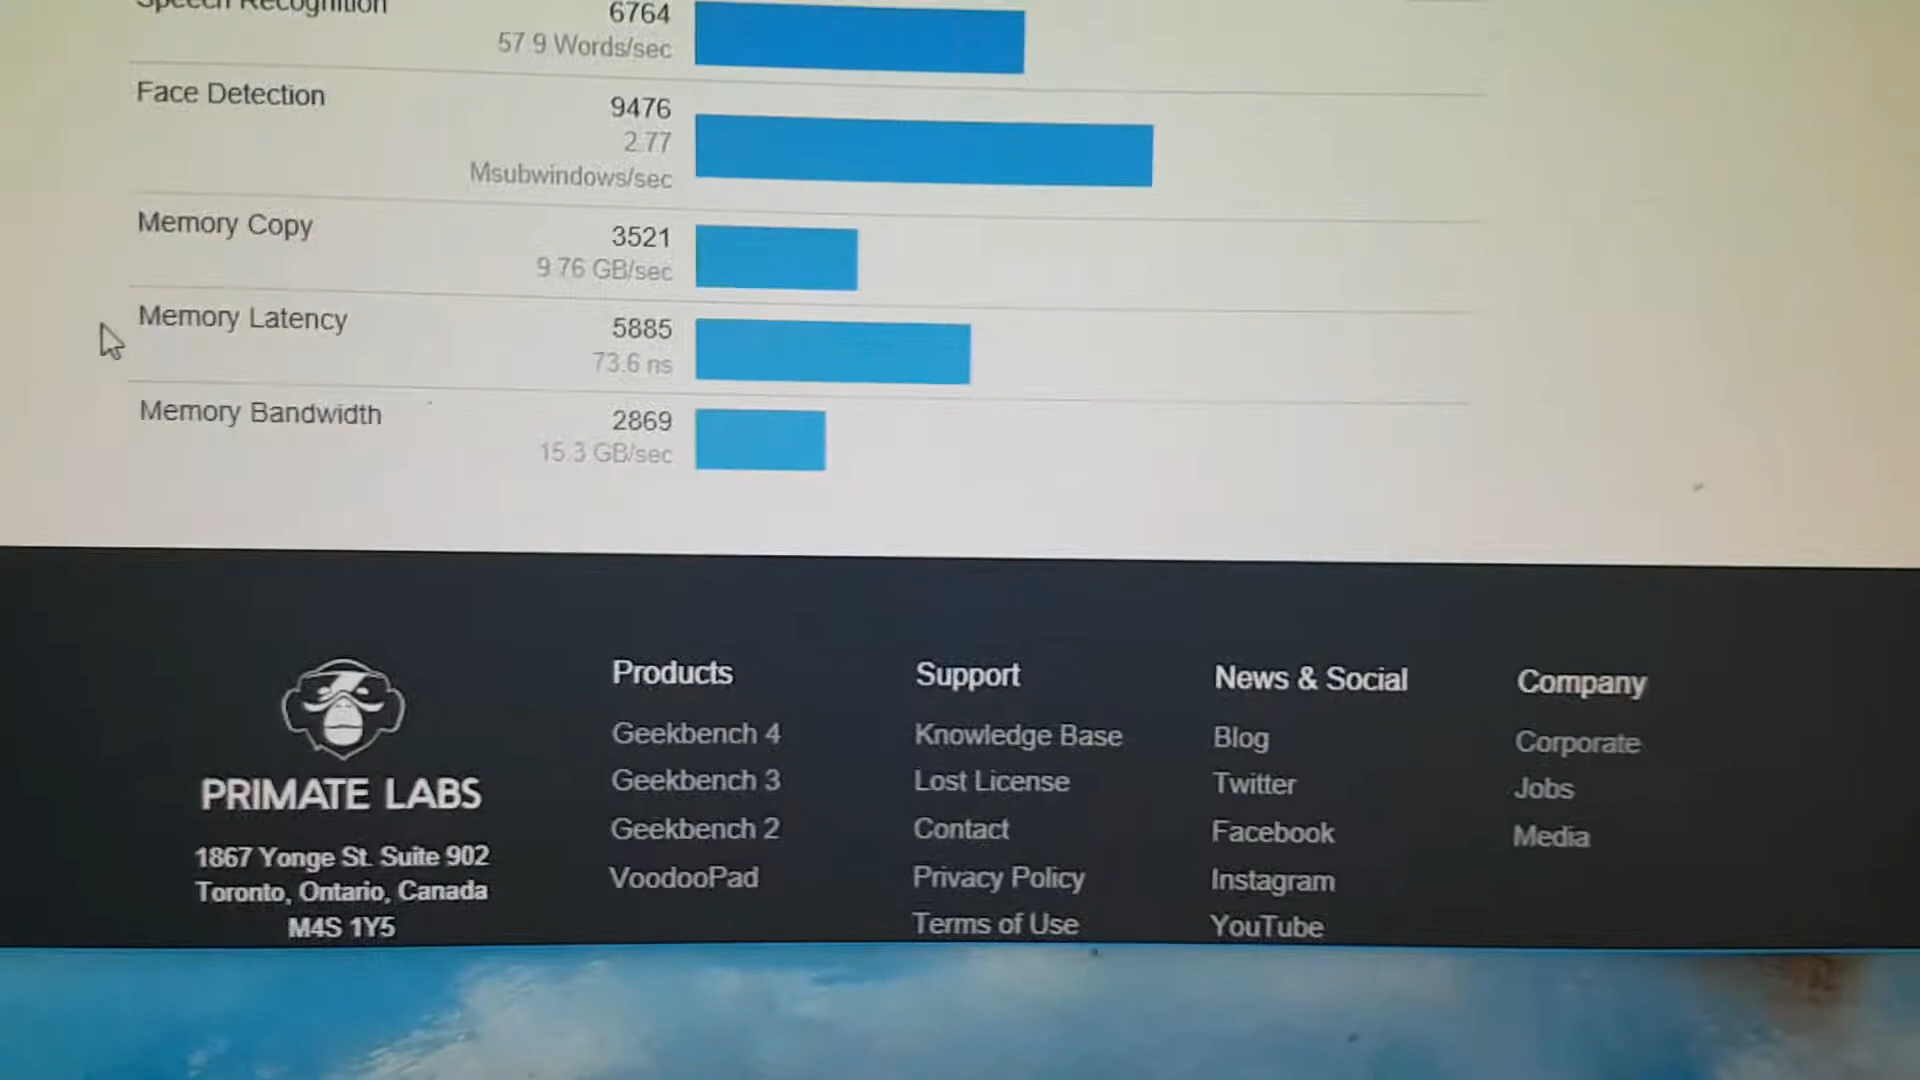 Speech Recognition
6764
57.9 Words/sec
Face Detection
9476
2.77
Msubwindows/sec
Memory Copy
3521
9.76 GB/sec
Memory Latency
5885
73.6 ns
Memory Bandwidth
2869
15.3 GB/sec
PRIMATE LABS
1867 Yonge St. Suite 902
Toronto, Ontario, Canada
M4S 1Y5
Products
Geekbench 4
Geekbench 3
Geekbench 2
VoodooPad
Support
Knowledge Base
Lost License
Contact
Privacy Policy
Terms of Use
News & Social
Blog
Twitter
Facebook
Instagram
YouTube
Company
Corporate
Jobs
Media